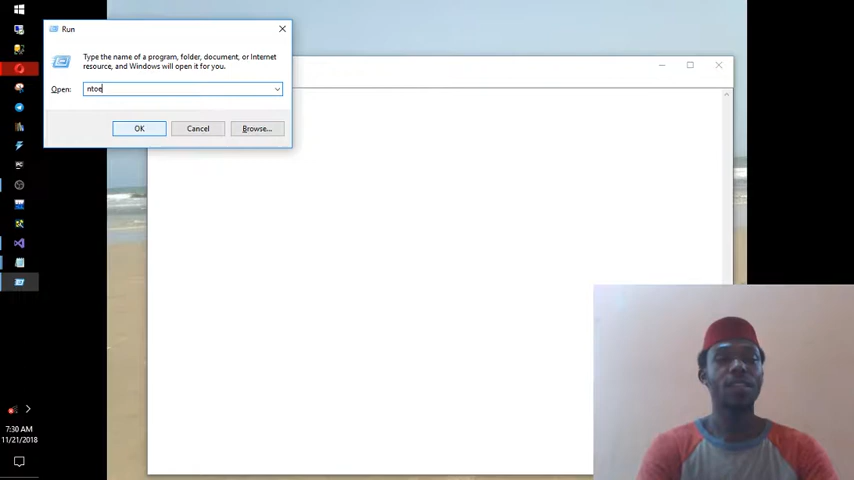 Run
Type the name of a program, folder, document, or Internet
resource, and Windows will open it for you.
Open:
ntoe
OK
Cancel
Browse...
PC
7:30 AM
11/21/2018